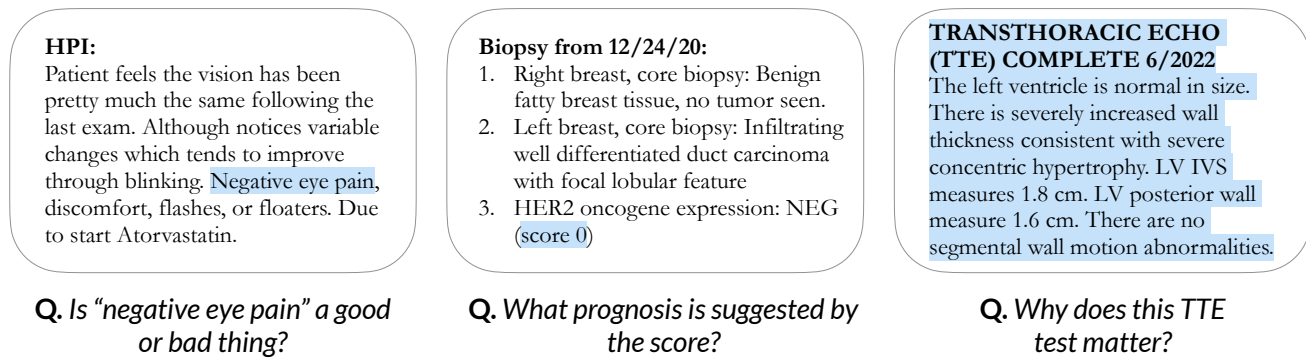 HPI:
Patient feels the vision has been
pretty much the same following the
last exam. Although notices variable
changes which tends to improve
through blinking. Negative eye pain,
discomfort, flashes, or floaters. Due
to start Atorvastatin.
Q. Is “negative eye pain” a good
or bad thing?
Biopsy from 12/24/20:
1. Right breast, core biopsy: Benign
fatty breast tissue, no tumor seen.
2. Left breast, core biopsy: Infiltrating
well differentiated duct carcinoma
with focal lobular feature
3. HER2 oncogene expression: NEG
(score 0)
Q. What prognosis is suggested by
the score?
TRANSTHORACIC ECHO
(TTE) COMPLETE 6/2022
The left ventricle is normal in size.
There is severely increased wall
thickness consistent with severe
concentric hypertrophy. LV IVS
measures 1.8 cm. LV posterior wall
measure 1.6 cm. There are no
segmental wall motion abnormalities.
Q. Why does this TTE
test matter?